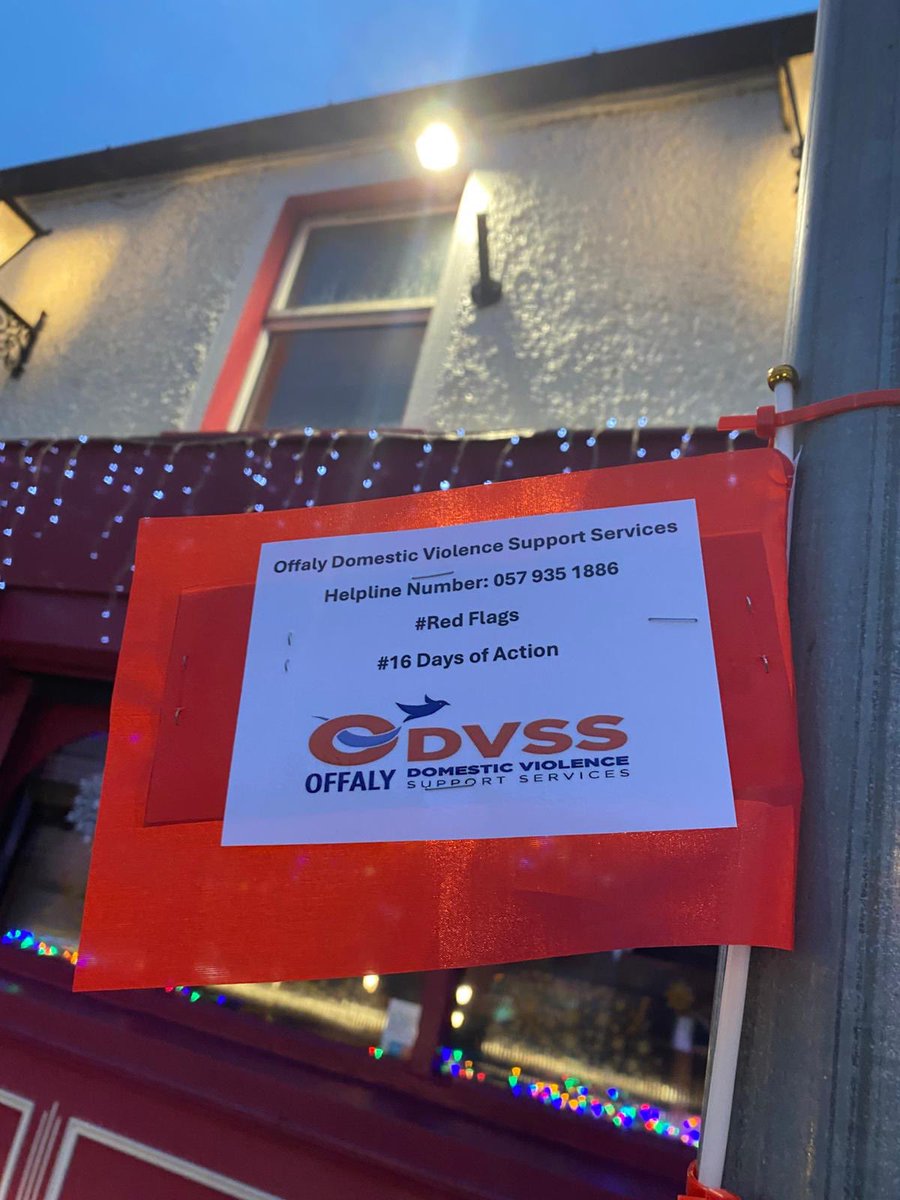 Offaly Domestic Violence Support Services
Helpline Number: 057 935 1886
#Red Flags
#16 Days of Action
ODVSS
OFFALY DOMESTIC VIOLENCE
SUPPORT SERVICES